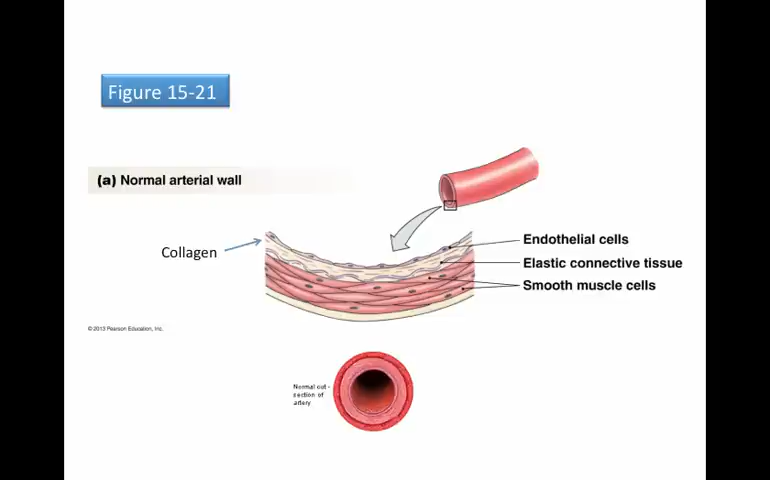 Figure 15-21
(a) Normal arterial wall
Collagen
Endothelial cells
Elastic connective tissue
Smooth muscle cells
© 2013 Pearson Education, Inc.
Normal cut -
section of
artery